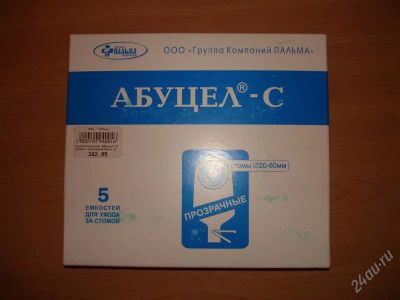 ПАЛЬМА
ООО «Группа Компаний ПАЛЬМА»
АБУЦЕЛ®-С
382,95
стомы Ø20-60мм
5
ЕМКОСТЕЙ
ДЛЯ УХОДА
ЗА СТОМОЙ
ПРОЗРАЧНЫЕ
24au.ru